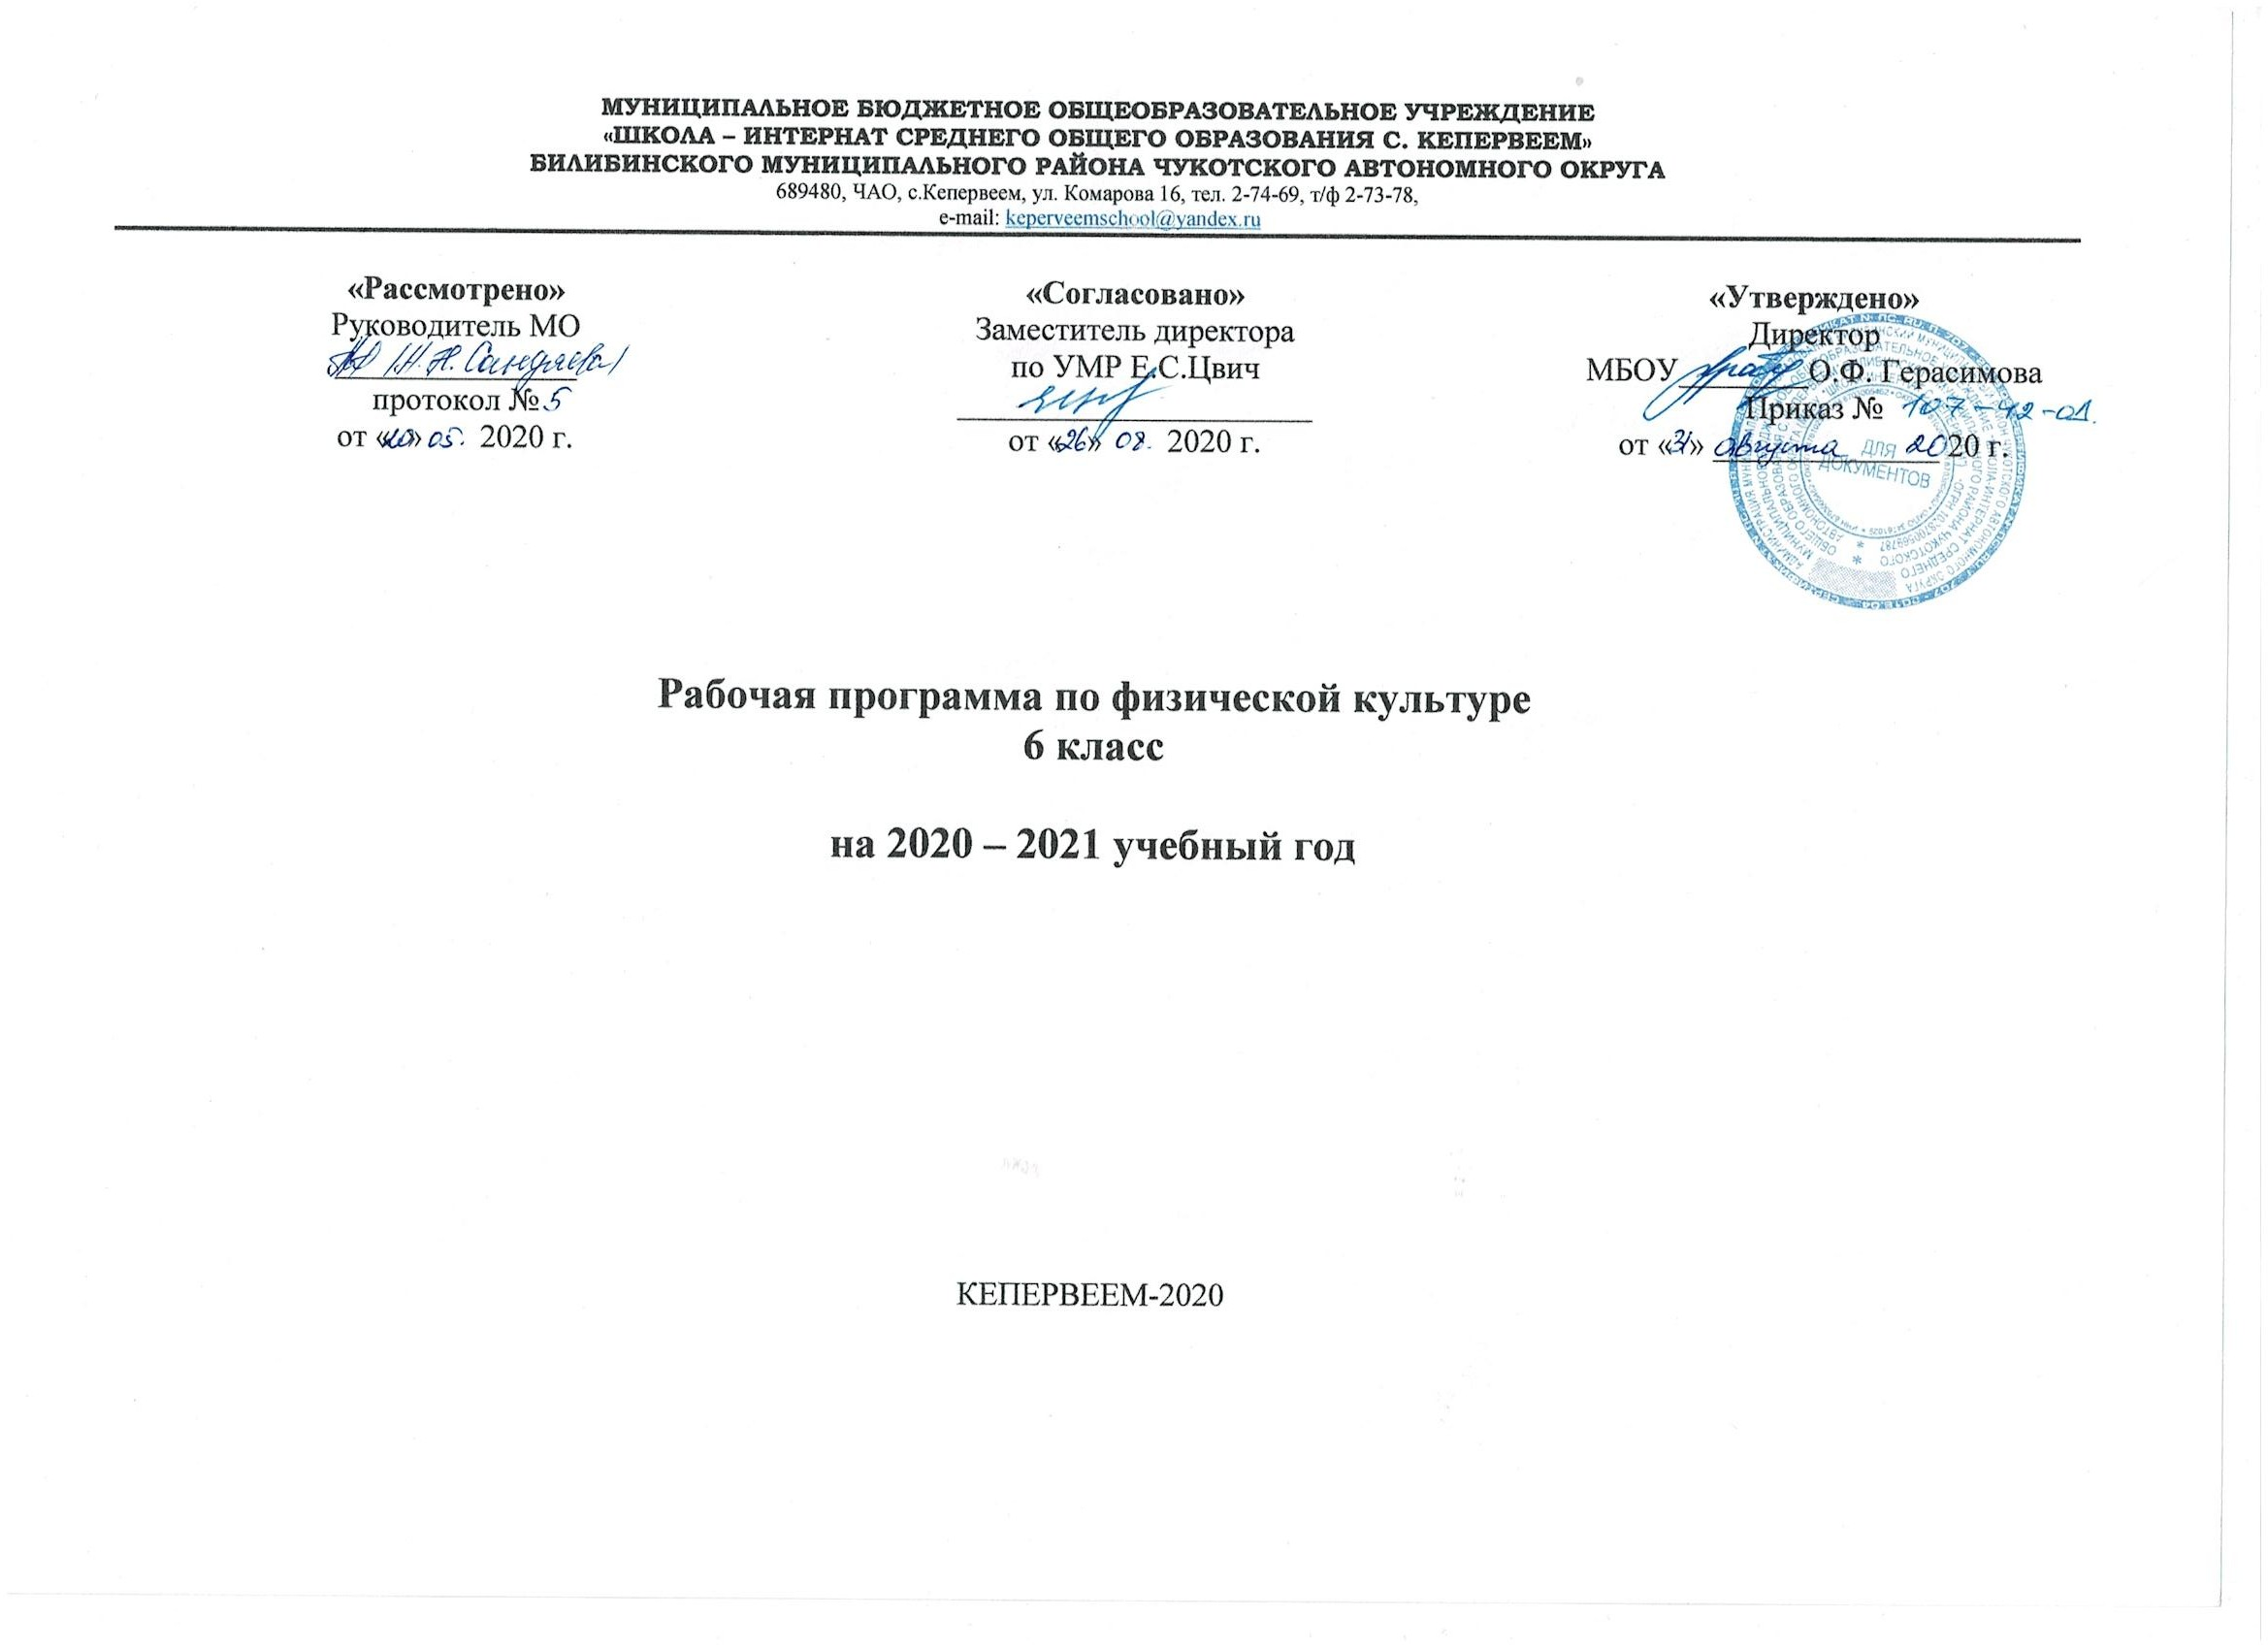 МУНИЦИПАЛЬНОЕ БЮДЖЕТНОЕ ОБЩЕОБРАЗОВАТЕЛЬНОЕ УЧРЕЖДЕНИЕ
«ШКОЛА – ИНТЕРНАТ СРЕДНЕГО ОБЩЕГО ОБРАЗОВАНИЯ С. КЕПЕРВЕЕМ»
БИЛИБИНСКОГО МУНИЦИПАЛЬНОГО РАЙОНА ЧУКОТСКОГО АВТОНОМНОГО ОКРУГА
689480, ЧАО, с.Кепервеем, ул. Комарова 16, тел. 2-74-69, т/ф 2-73-78,
e-mail: keperveemschool@yandex.ru
«Рассмотрено»
Руководитель МО
протокол № 5
от « » 05. 2020 г.
«Согласовано»
Заместитель директора
по УМР Е.С.Цвич
от «26» 08. 2020 г.
«Утверждено»
Директор
МБОУ О.Ф. Герасимова
Приказ № 107-42-од.
от «31» августа 2020 г.
ДЛЯ
ДОКУМЕНТОВ
Рабочая программа по физической культуре
6 класс
на 2020 – 2021 учебный год
КЕПЕРВЕЕМ-2020